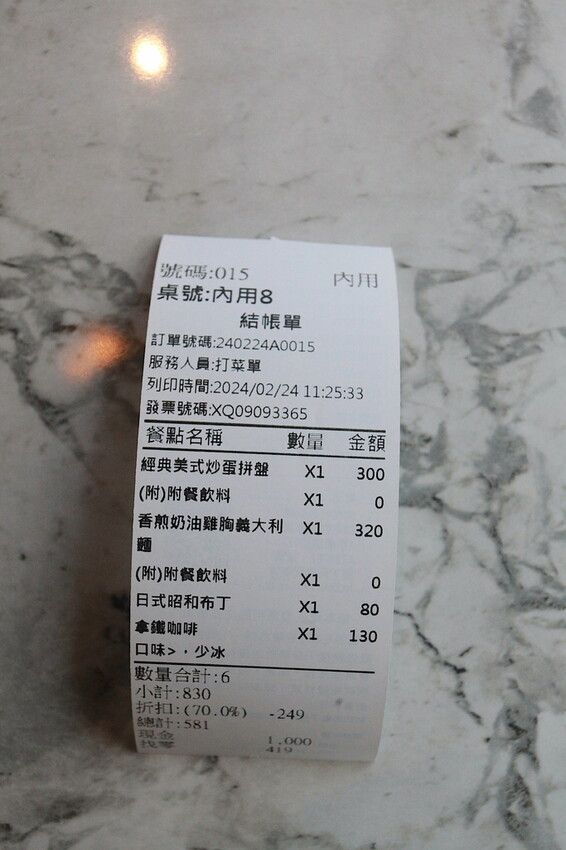 號碼:015 內用
桌號:內用8
結帳單
訂單號碼:240224A0015
服務人員:打菜單
列印時間:2024/02/24 11:25:33
發票號碼:XQ09093365
餐點名稱 數量 金額
經典美式炒蛋拼盤 X1 300
(附)附餐飲料 X1 0
香煎奶油雞胸義大利 X1 320
麵
(附)附餐飲料 X1 0
日式昭和布丁 X1 80
拿鐵咖啡 X1 130
口味>，少冰
數量合計:6
小計:830
折扣:(70.0%) -249
總計:581
現金 1,000
找零 419